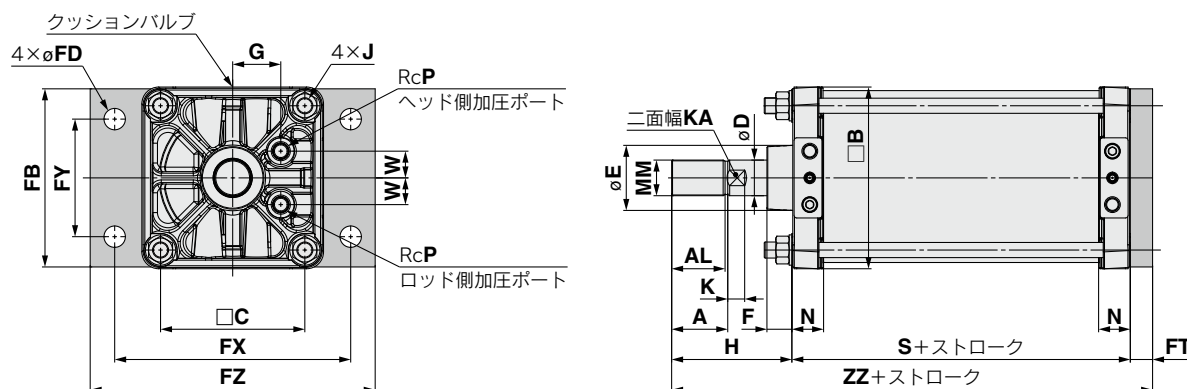 クッションバルブ
4×øFD
G
4×J
RcP
ヘッド側加圧ポート
FB
FY
W
W
RcP
ロッド側加圧ポート
□C
FX
FZ
二面幅KA
øD
□B
øE
MM
AL
K
A
F
N
N
H
S+ストローク
FT
ZZ+ストローク